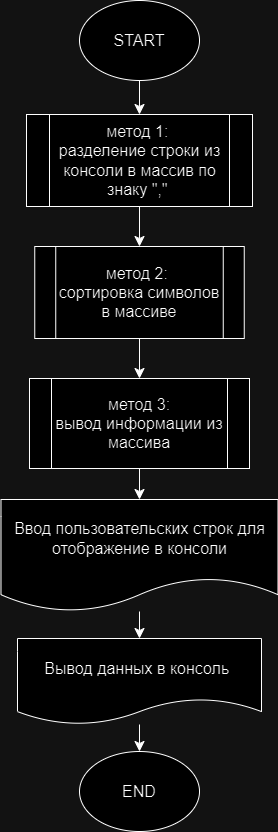 START
метод 1:
разделение строки из
консоли в массив по
знаку ","
метод 2:
сортировка символов
в массиве
метод 3:
вывод информации из
массива
Ввод пользовательских строк для
отображение в консоли
Вывод данных в консоль
END